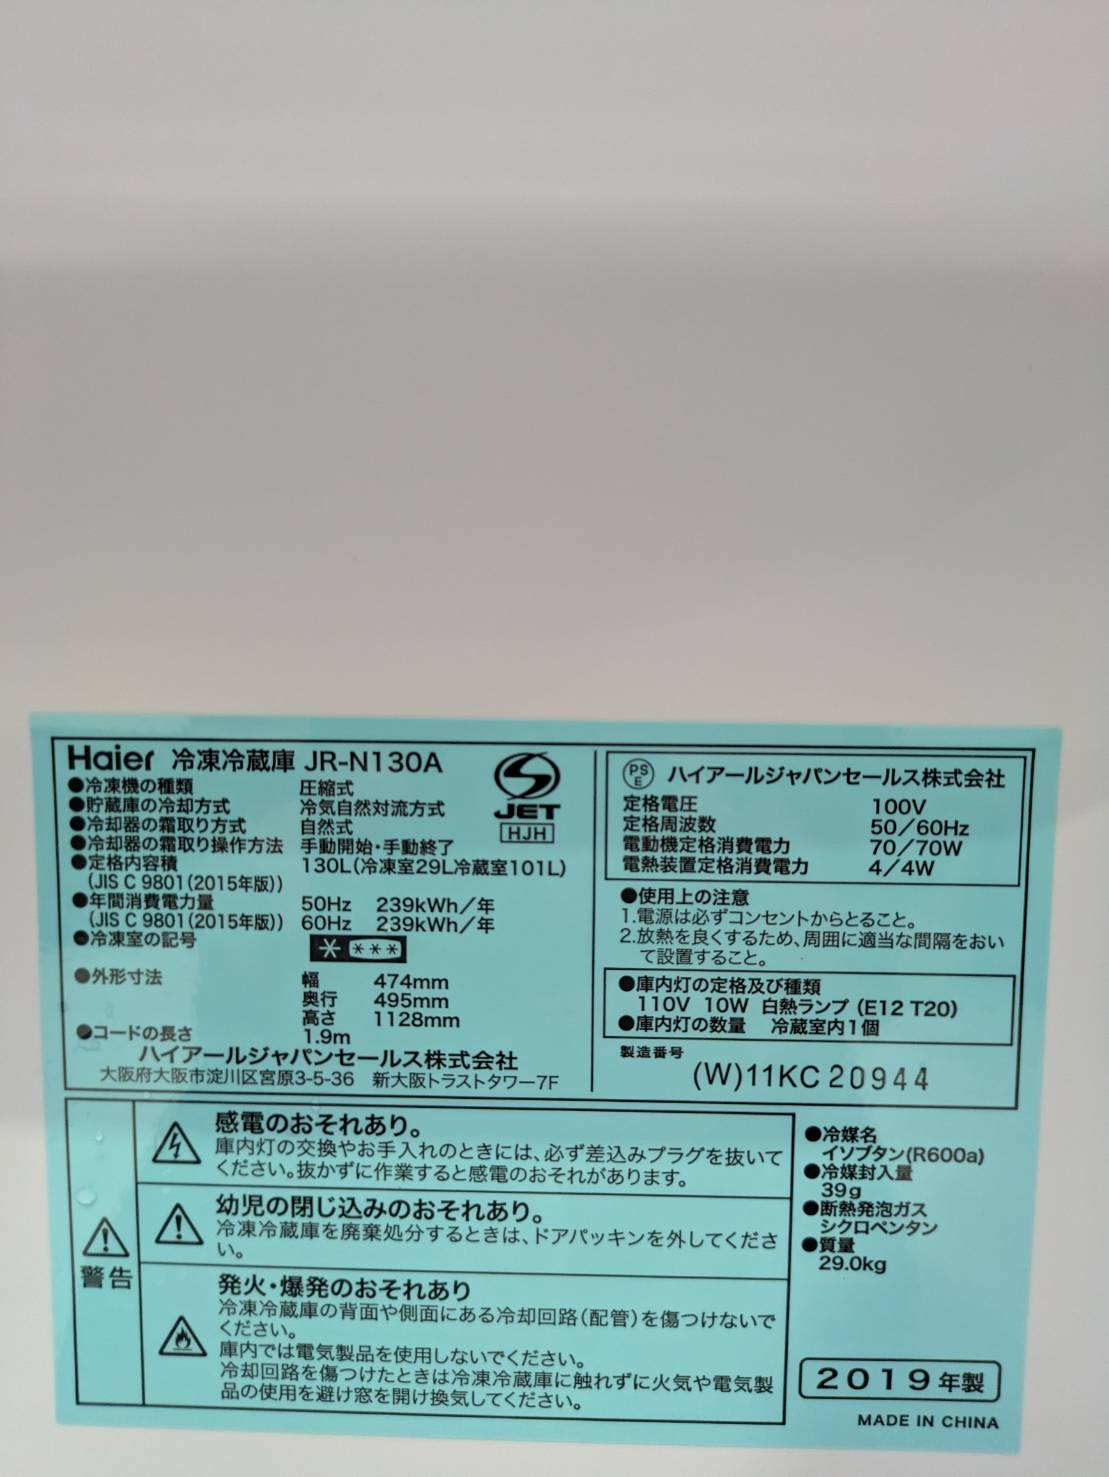 Haier 冷凍冷蔵庫 JR-N130A
●冷凍機の種類 圧縮式
●貯蔵庫の冷却方式 冷気自然対流方式
●冷却器の霜取り方式 自然式
●冷却器の霜取り操作方法 手動開始・手動終了
●定格内容積 130L(冷凍室29L冷蔵室101L)
(JIS C 9801(2015年版))
●年間消費電力量 50Hz 239kWh/年
(JIS C 9801(2015年版)) 60Hz 239kWh/年
●冷凍室の記号 * ***
●外形寸法 幅 474mm
奥行 495mm
高さ 1128mm
●コードの長さ 1.9m
ハイアールジャパンセールス株式会社
大阪府大阪市淀川区宮原3-5-36 新大阪トラストタワー7F
JET
HJH
PSE ハイアールジャパンセールス株式会社
定格電圧 100V
定格周波数 50/60Hz
電動機定格消費電力 70/70W
電熱装置定格消費電力 4/4W
●使用上の注意
1.電源は必ずコンセントからとること。
2.放熱を良くするため、周囲に適当な間隔をおい
て設置すること。
●庫内灯の定格及び種類
110V 10W 白熱ランプ (E12 T20)
●庫内灯の数量 冷蔵室内1個
製造番号
(W)11KC20944
警告
感電のおそれあり。
庫内灯の交換やお手入れのときには、必ず差込みプラグを抜いて
ください。抜かずに作業すると感電のおそれがあります。
幼児の閉じ込みのおそれあり。
冷凍冷蔵庫を廃棄処分するときは、ドアパッキンを外してくださ
い。
発火・爆発のおそれあり
冷凍冷蔵庫の背面や側面にある冷却回路(配管)を傷つけないで
ください。
庫内では電気製品を使用しないでください。
冷却回路を傷つけたときは冷凍冷蔵庫に触れずに火気や電気製
品の使用を避け窓を開け換気してください。
●冷媒名
イソブタン(R600a)
●冷媒封入量
39g
●断熱発泡ガス
シクロペンタン
●質量
29.0kg
2019年製
MADE IN CHINA